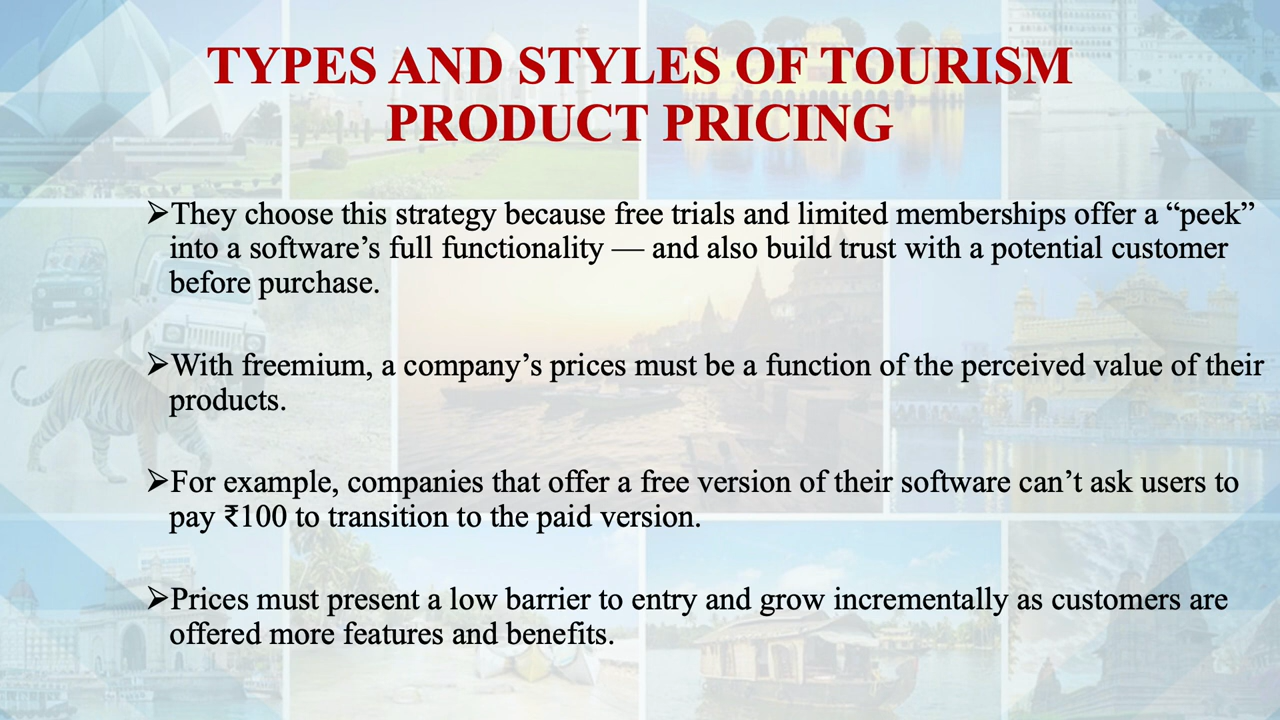 TYPES AND STYLES OF TOURISM
PRODUCT PRICING
➢They choose this strategy because free trials and limited memberships offer a “peek”
into a software’s full functionality — and also build trust with a potential customer
before purchase.
➢With freemium, a company’s prices must be a function of the perceived value of their
products.
➢For example, companies that offer a free version of their software can’t ask users to
pay ₹100 to transition to the paid version.
➢Prices must present a low barrier to entry and grow incrementally as customers are
offered more features and benefits.